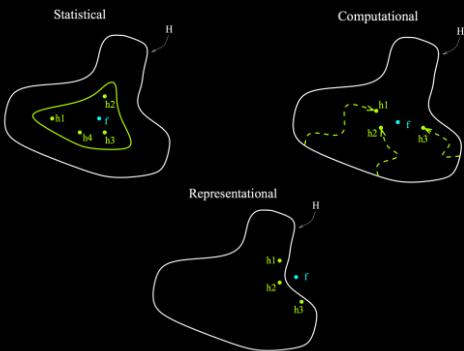 Statistical
H
h2
h1
f
h4
h3
Computational
H
h1
f
h2
h3
Representational
H
h1
f
h2
h3